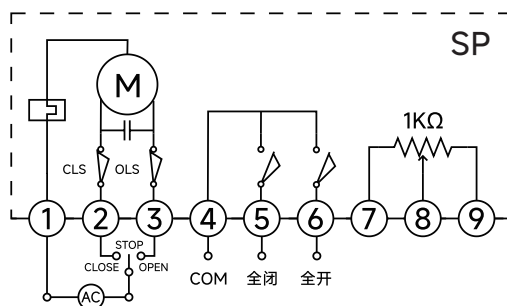 SP
M
1KΩ
CLS
OLS
1
2
3
4
5
6
7
8
9
STOP
CLOSE
OPEN
COM
全闭
全开
AC